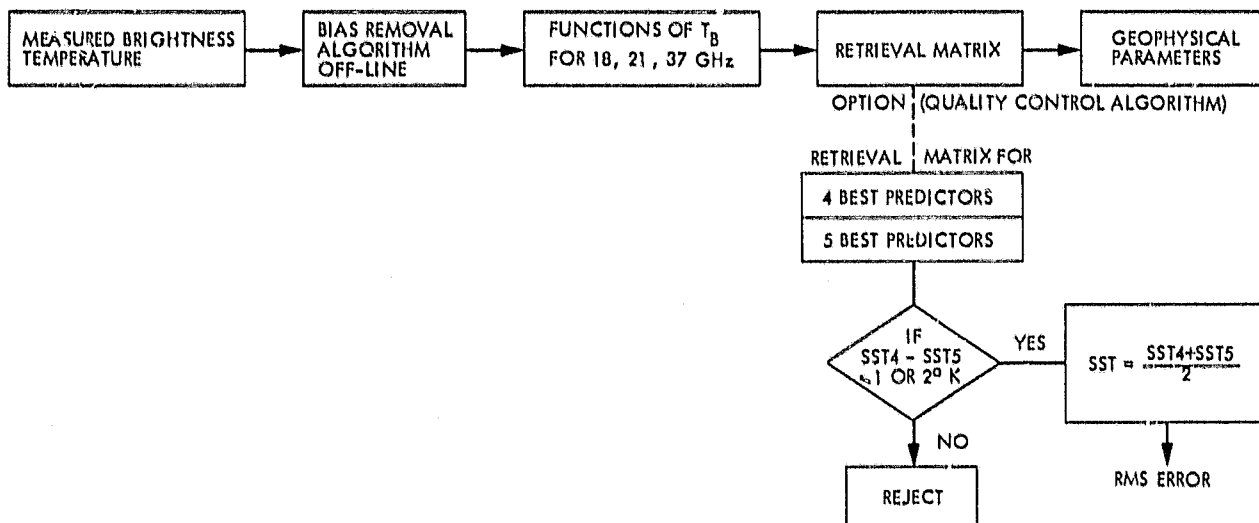 MEASURED BRIGHTNESS
TEMPERATURE
BIAS REMOVAL
ALGORITHM
OFF-LINE
FUNCTIONS OF T_B
FOR 18, 21, 37 GHz
RETRIEVAL MATRIX
GEOPHYSICAL
PARAMETERS
OPTION (QUALITY CONTROL ALGORITHM)
RETRIEVAL MATRIX FOR
4 BEST PREDICTORS
5 BEST PREDICTORS
IF
SST4 - SST5
1 OR 2° K
YES
SST = SST4+SST5
2
NO
REJECT
RMS ERROR